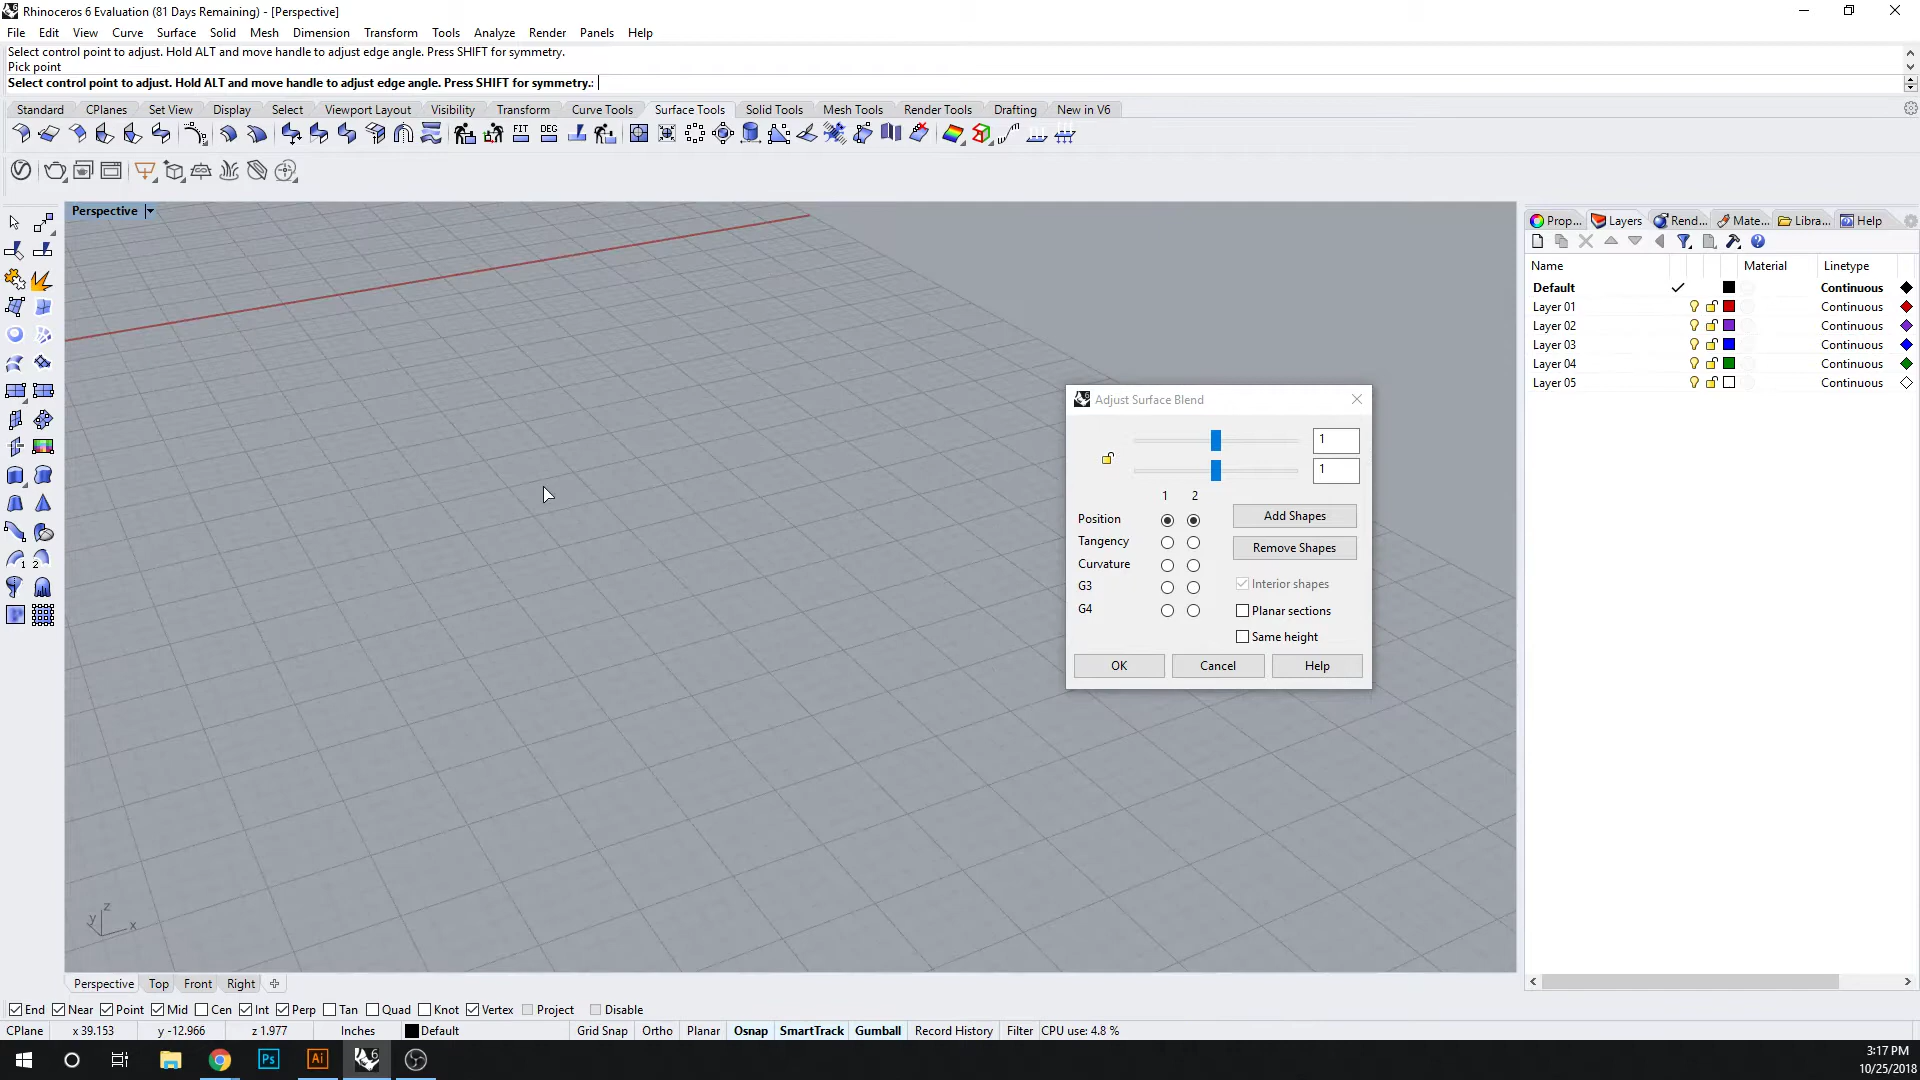 Rhinoceros 6 Evaluation (81 Days Remaining) - [Perspective]
File Edit View Curve Surface Solid Mesh Dimension Transform Tools Analyze Render Panels Help
Select control point to adjust. Hold ALT and move handle to adjust edge angle. Press SHIFT for symmetry.
Pick point
Select control point to adjust. Hold ALT and move handle to adjust edge angle. Press SHIFT for symmetry.:
Standard CPlanes Set View Display Select Viewport Layout Visibility Transform Curve Tools Surface Tools Solid Tools Mesh Tools Render Tools Drafting New in V6
FIT DEG
Perspective
Prop... Layers Rend... Mate... Libra... Help
Name Material Linetype
Default Continuous
Layer 01 Continuous
Layer 02 Continuous
Layer 03 Continuous
Layer 04 Continuous
Layer 05 Continuous
Adjust Surface Blend
1
1
1 2
Position Add Shapes
Tangency Remove Shapes
Curvature
G3 Interior shapes
G4 Planar sections
Same height
OK Cancel Help
z
y
x
Perspective Top Front Right
End Near Point Mid Cen Int Perp Tan Quad Knot Vertex Project Disable
CPlane x 39.153 y -12.966 z 1.977 Inches Default Grid Snap Ortho Planar Osnap SmartTrack Gumball Record History Filter CPU use: 4.8 %
Ps Ai 6
3:17 PM
10/25/2018